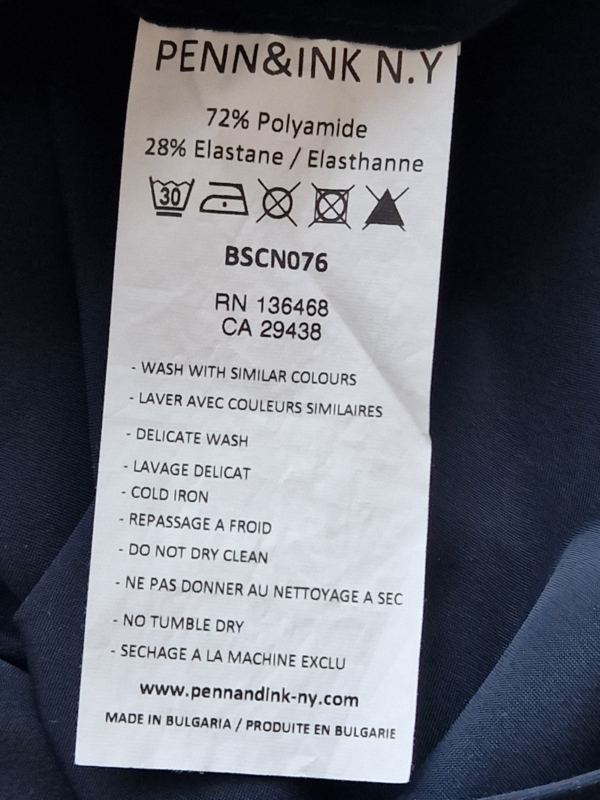 PENN&INK N.Y
72% Polyamide
28% Elastane / Elasthanne
30
BSCN076
RN 136468
CA 29438
- WASH WITH SIMILAR COLOURS
- LAVER AVEC COULEURS SIMILAIRES
- DELICATE WASH
- LAVAGE DELICAT
- COLD IRON
- REPASSAGE A FROID
- DO NOT DRY CLEAN
- NE PAS DONNER AU NETTOYAGE A SEC
- NO TUMBLE DRY
- SECHAGE A LA MACHINE EXCLU
www.pennandink-ny.com
MADE IN BULGARIA / PRODUITE EN BULGARIE